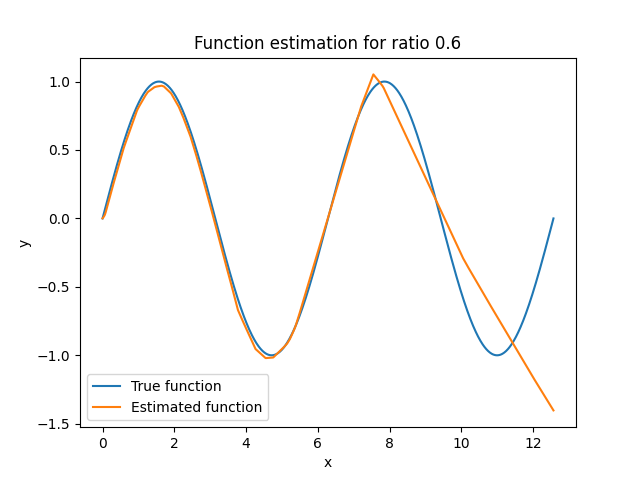 Function estimation for ratio 0.6
1.0
0.5
0.0
−0.5
−1.0
−1.5
y
True function
Estimated function
0 2 4 6 8 10 12
x